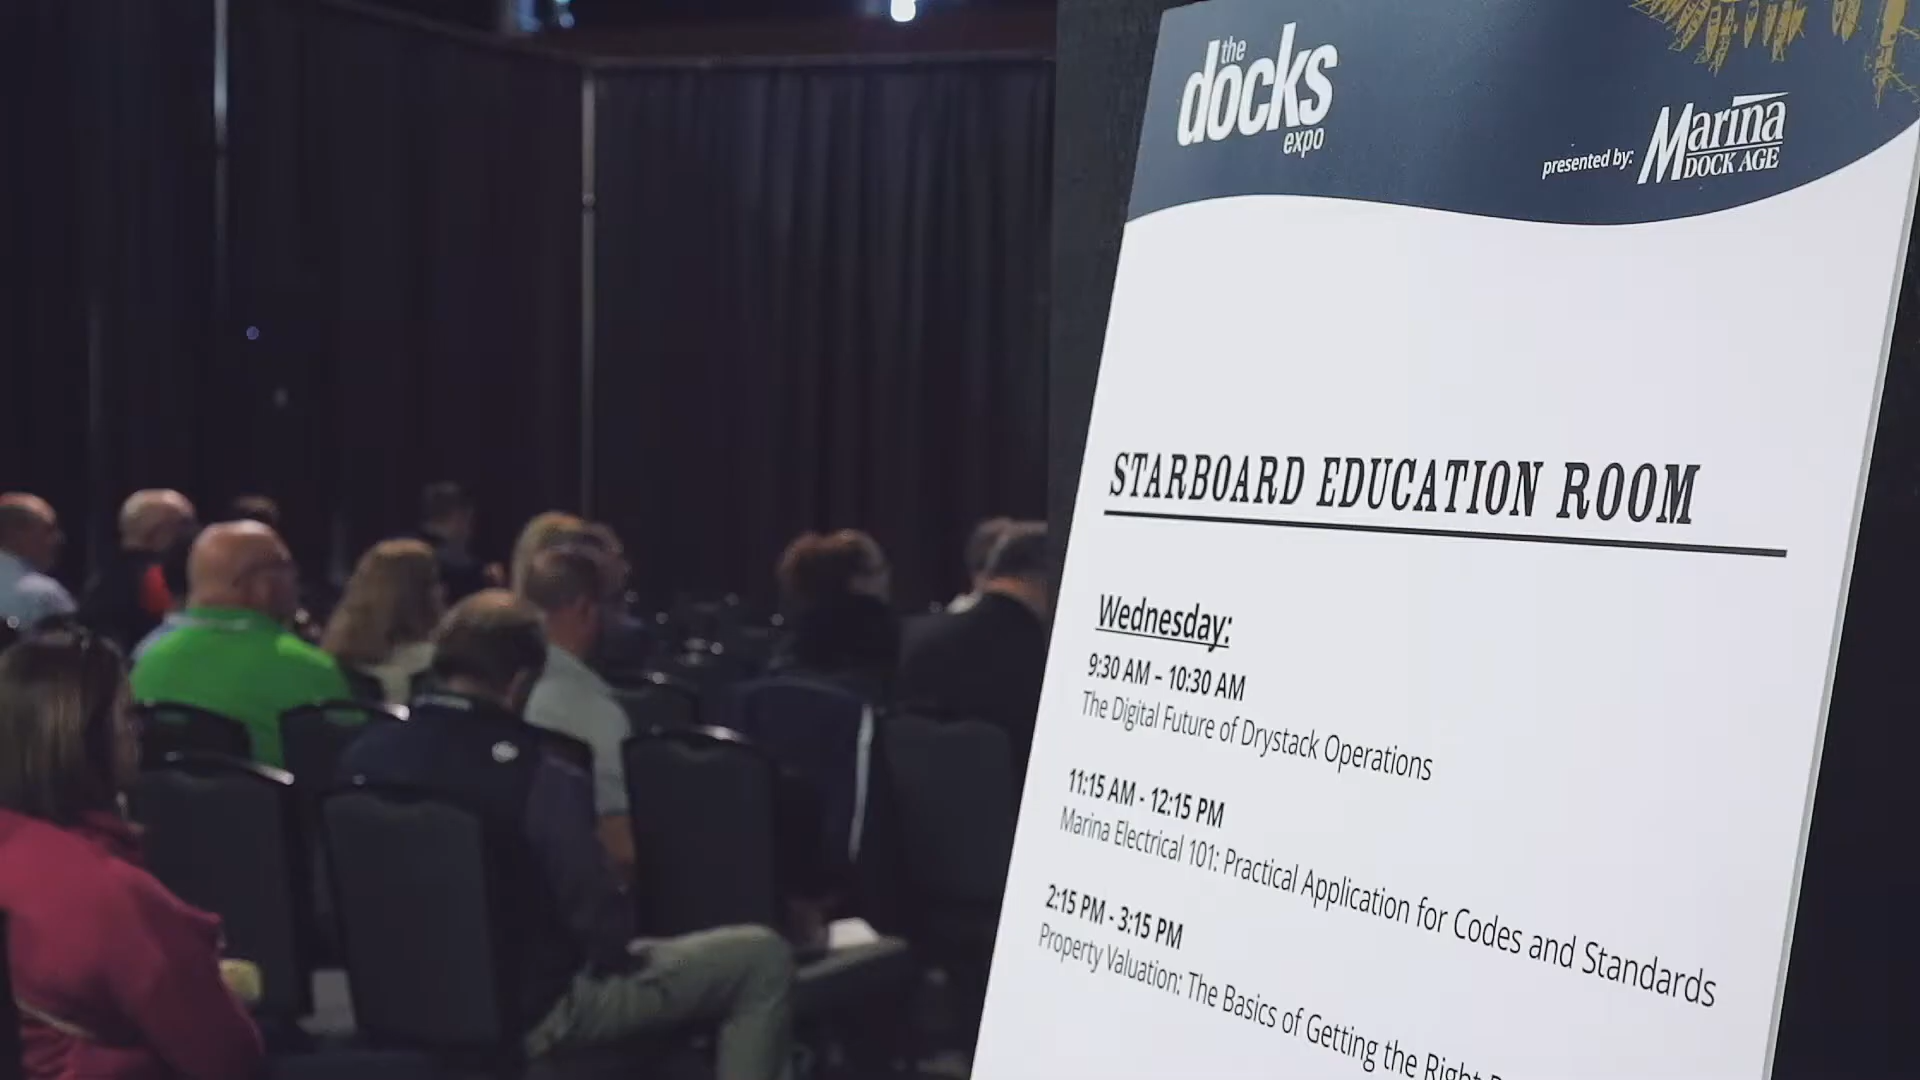 the
docks
expo
presented by:
Marina
DOCK AGE
STARBOARD EDUCATION ROOM
Wednesday:
9:30 AM – 10:30 AM
The Digital Future of Drystack Operations
11:15 AM - 12:15 PM
Marina Electrical 101: Practical Application for Codes and Standards
2:15 PM - 3:15 PM
Property Valuation: The Basics of Getting the Right